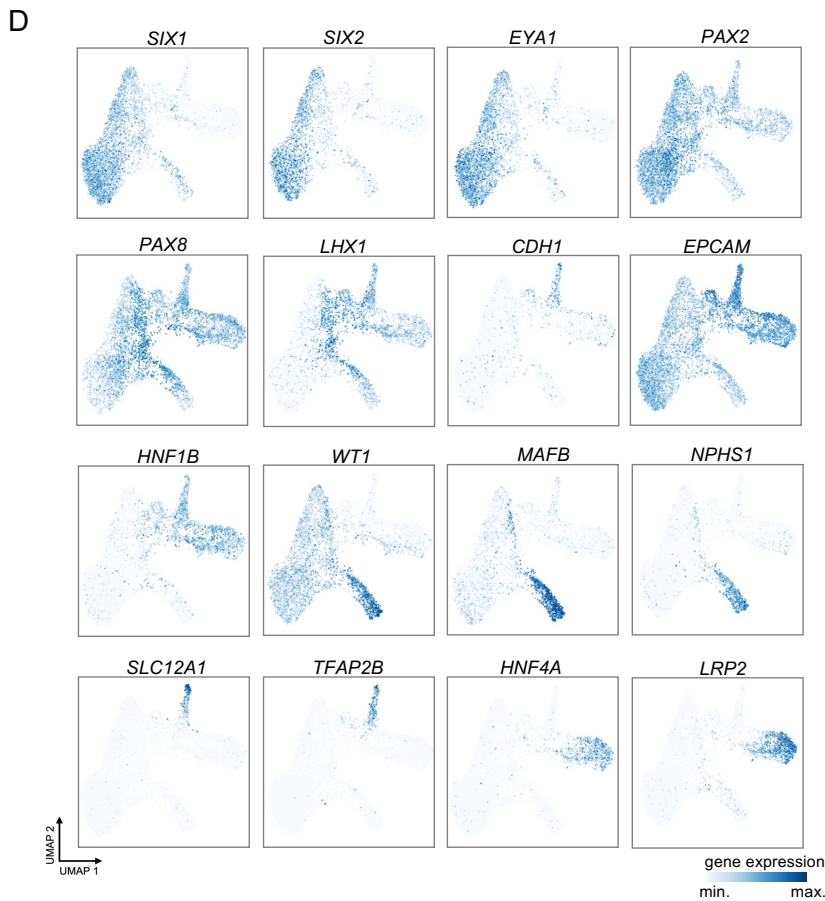 D
SIX1 SIX2 EYA1 PAX2
PAX8 LHX1 CDH1 EPCAM
HNF1B WT1 MAFB NPHS1
SLC12A1 TFAP2B HNF4A LRP2
UMAP 2
UMAP 1
gene expression
min. max.